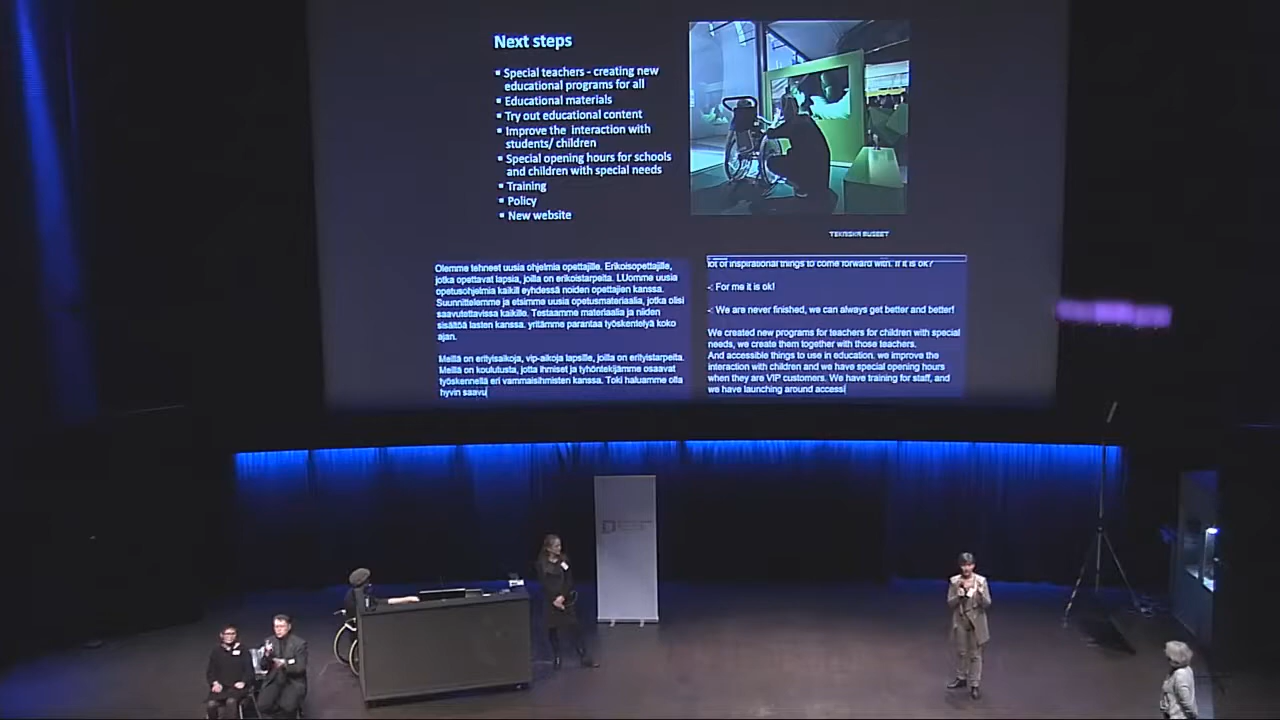 Next steps
▪ Special teachers - creating new
educational programs for all
▪ Educational materials
▪ Try out educational content
▪ Improve the interaction with
students/ children
▪ Special opening hours for schools
and children with special needs
▪ Training
▪ Policy
▪ New website
TEKNISKA MUSEET
Olemme tehneet uusia ohjelmia opettajille. Erikoisopettajille,
jotka opettavat lapsia, joilla on erikoistarpeita. LUomme uusia
opetusohjelmia kaikill eyhdessä noiden opettajien kanssa.
Suunnittelemme ja etsimme uusia opetusmateriaalia, jotka olisi
saavutettavissa kaikille. Testaamme materiaalia ja niiden
sisältöä lasten kanssa. yritämme parantaa työskentelyä koko
ajan.
Meillä on erityisaikoja, vip-aikoja lapsille, joilla on erityistarpeita.
Meillä on koulutusta, jotta ihmiset ja tyhöntekijämme osaavat
työskennellä eri vammaisihmisten kanssa. Toki haluamme olla
hyvin saavu
lot of inspirational things to come forward with. If it is ok?
-: For me it is ok!
-: We are never finished, we can always get better and better!
We created new programs for teachers for children with special
needs, we create them together with those teachers.
And accessible things to use in education. we improve the
interaction with children and we have special opening hours
when they are VIP customers. We have training for staff, and
we have launching around accessi